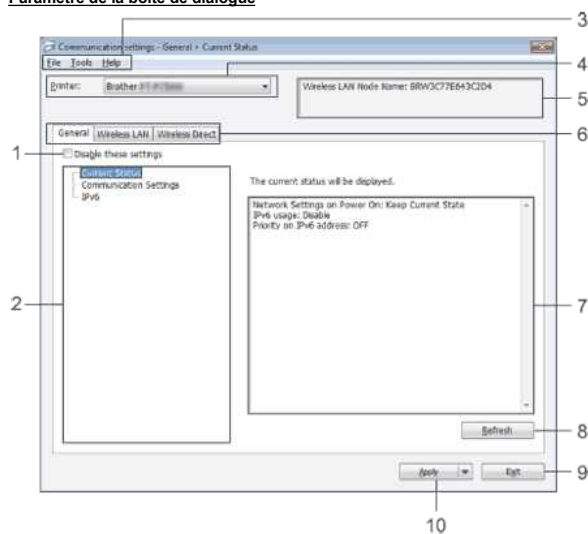 Paramètre de la boîte de dialogue
3
Communication settings - General > Current Status
File Tools Help
4
Printer: Brother
Wireless LAN Node Name: BRW3C77E643C2D4
5
General Wireless LAN Wireless Direct
6
1
Disable these settings
Current Status
Communication Settings
IPv6
The current status will be displayed.
Network Settings on Power On: Keep Current State
IPv6 usage: Disable
Priority on IPv6 address: OFF
2
7
Refresh
8
Apply
Exit
9
10